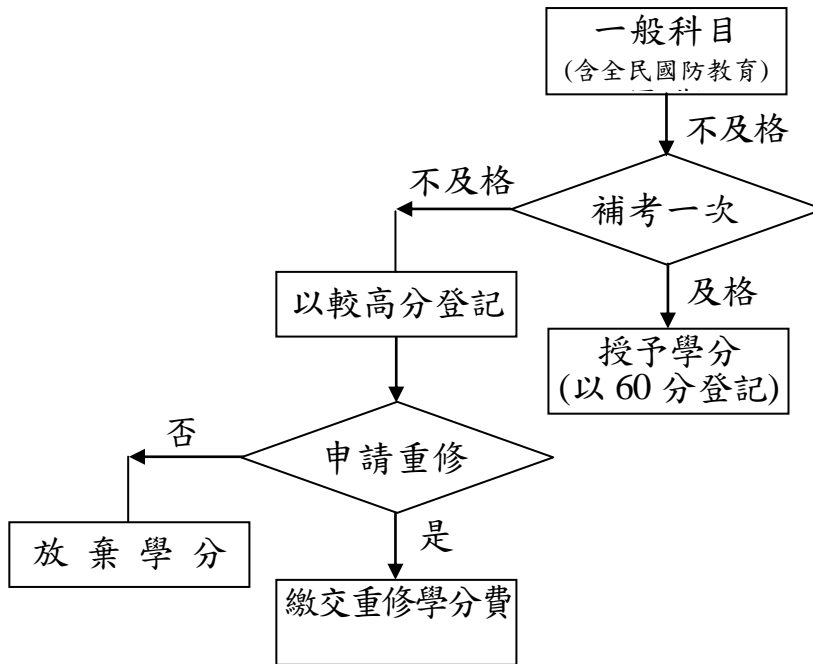 一般科目
(含全民國防教育)
不及格
不及格
補考一次
以較高分登記
及格
授予學分
(以 60 分登記)
否
申請重修
是
放棄學分
繳交重修學分費